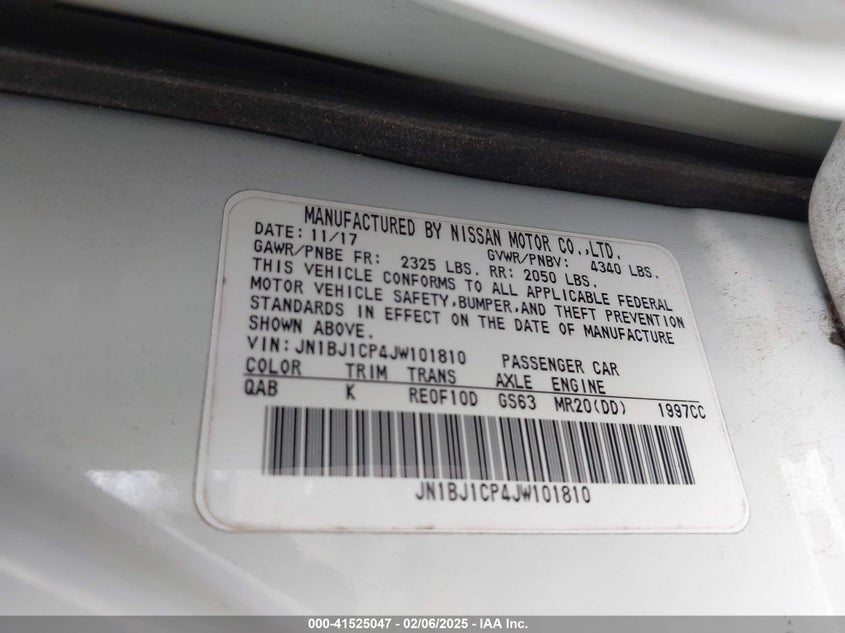 MANUFACTURED BY NISSAN MOTOR CO.,LTD.
DATE: 11/17 GVWR/PNBV: 4340 LBS.
GAWR/PNBE FR: 2325 LBS. RR: 2050 LBS.
THIS VEHICLE CONFORMS TO ALL APPLICABLE FEDERAL
MOTOR VEHICLE SAFETY,BUMPER,AND THEFT PREVENTION
STANDARDS IN EFFECT ON THE DATE OF MANUFACTURE
SHOWN ABOVE.
VIN: JN1BJ1CP4JW101810 PASSENGER CAR
COLOR TRIM TRANS AXLE ENGINE
QAB K RE0F10D GS63 MR20(DD) 1997CC
JN1BJ1CP4JW101810
000-41525047 - 02/06/2025 - IAA Inc.